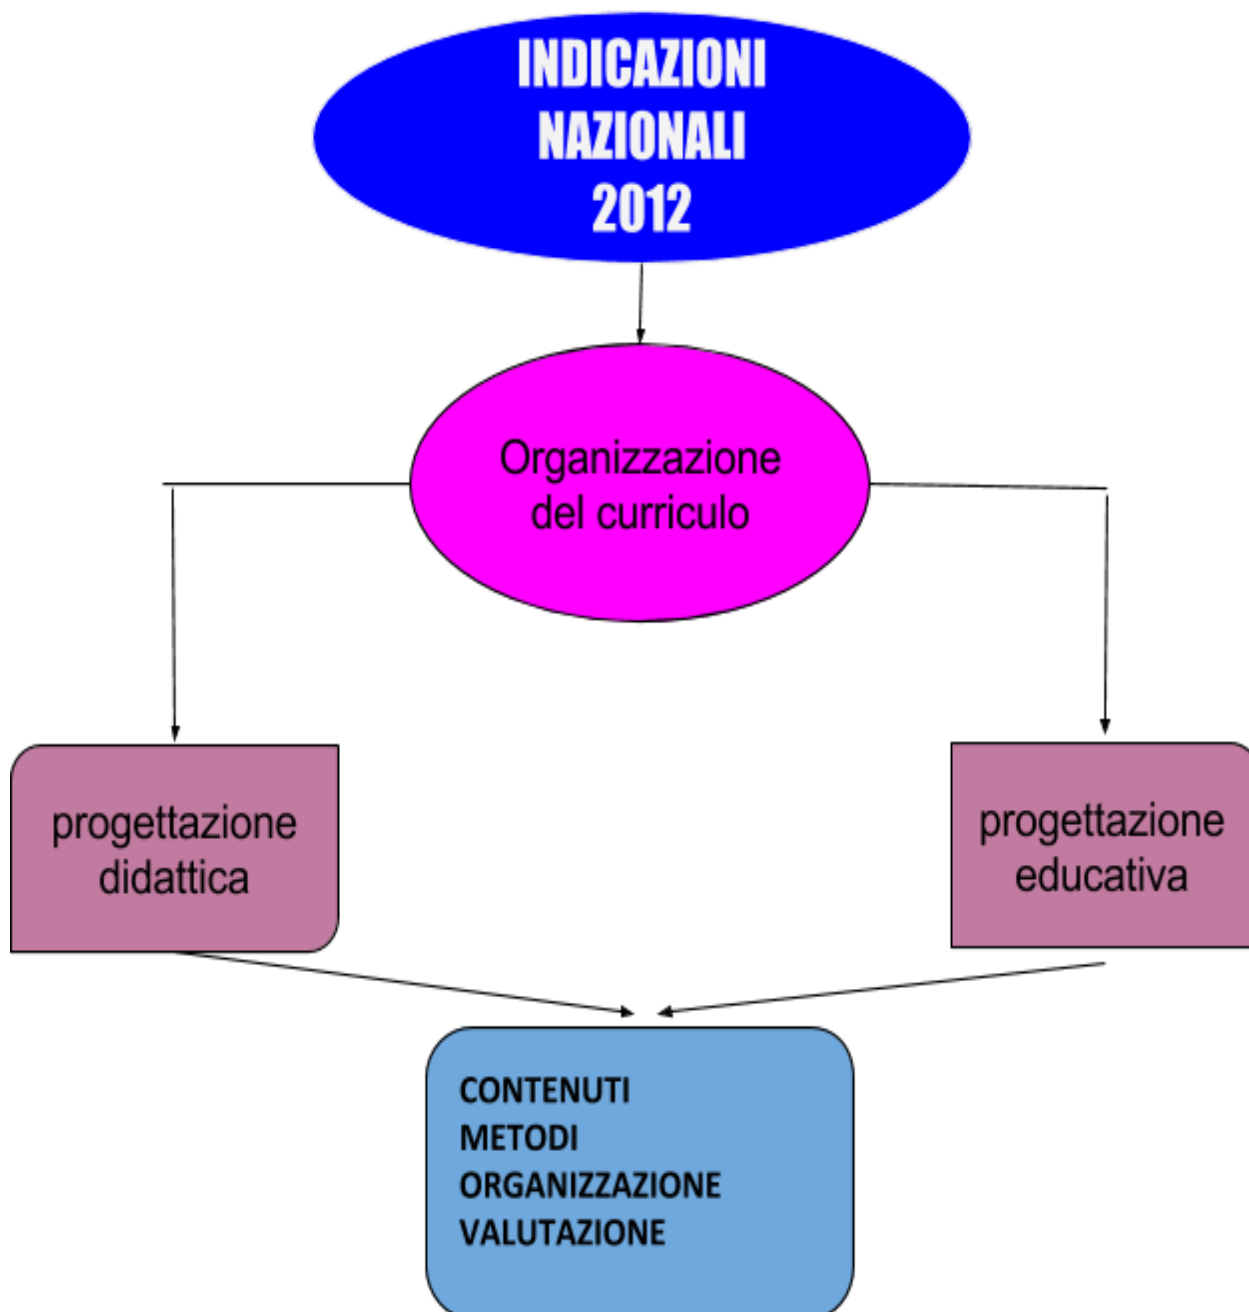 INDICAZIONI
NAZIONALI
2012
Organizzazione
del curriculo
progettazione
didattica
progettazione
educativa
CONTENUTI
METODI
ORGANIZZAZIONE
VALUTAZIONE